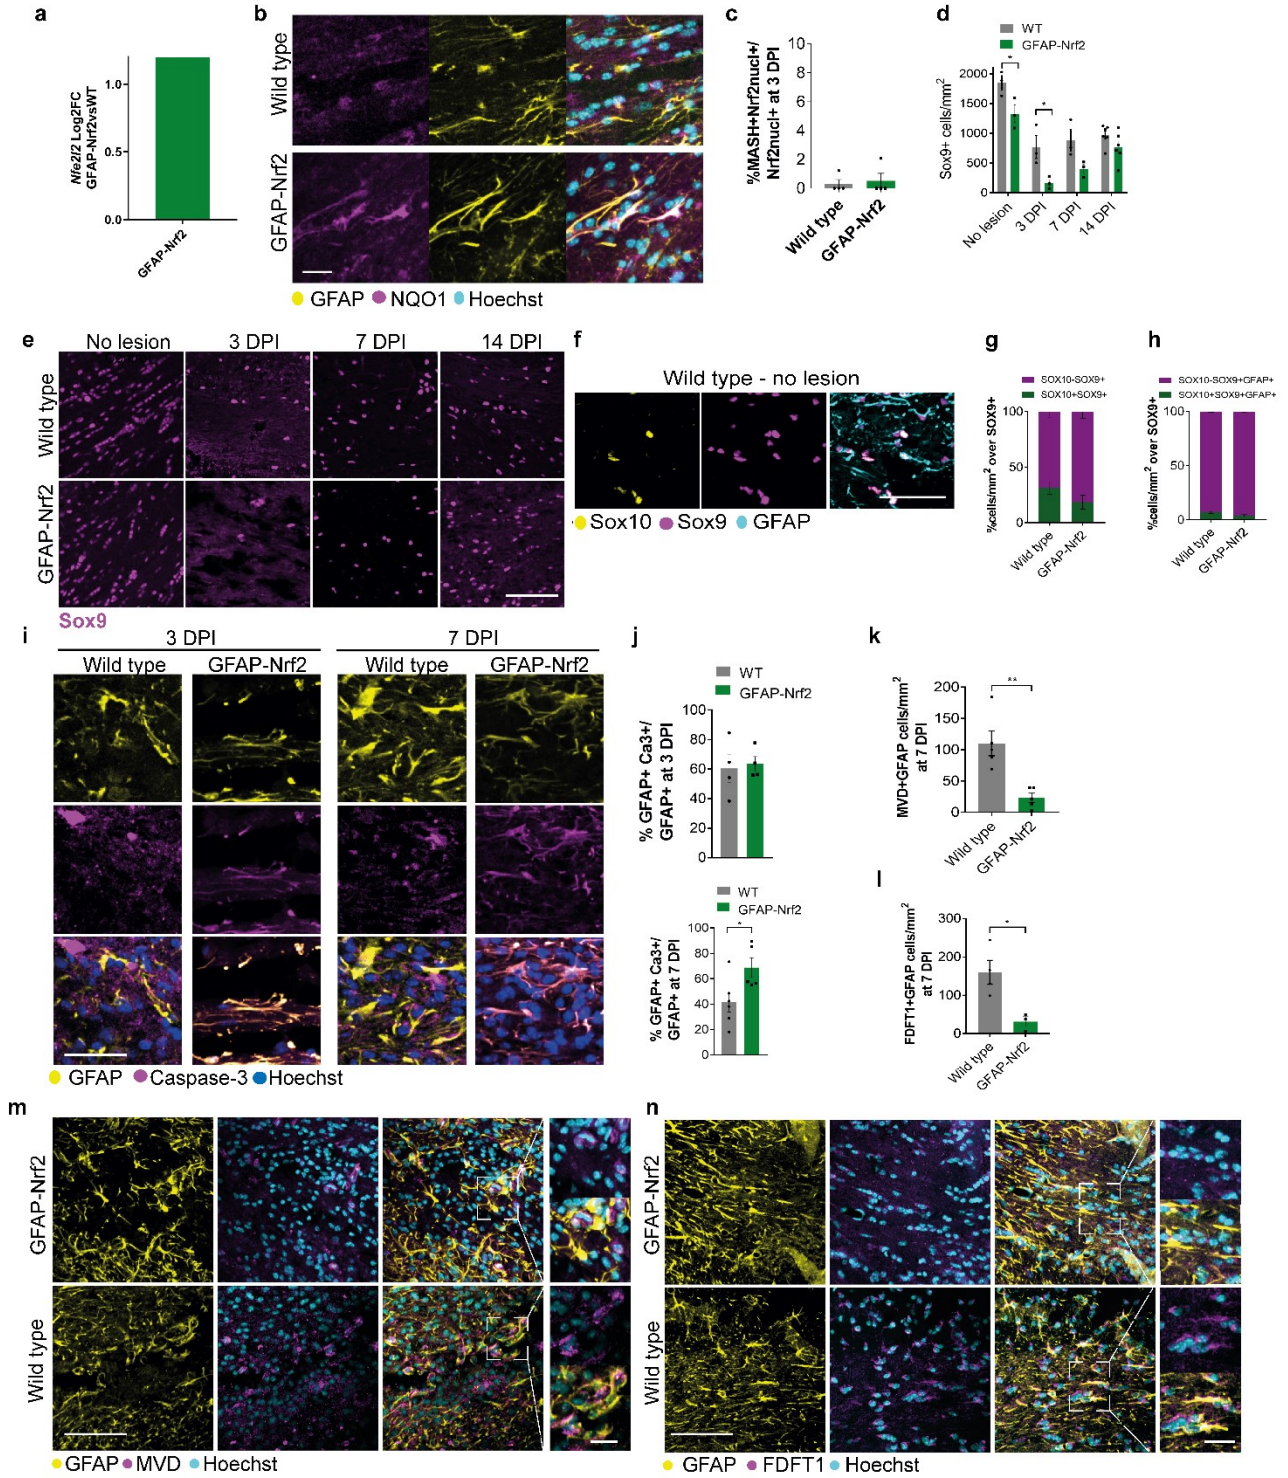 a
Nfe2l2 Log2FC
GFAP-Nrf2vsWT
1.0
0.5
0.0
GFAP-Nrf2
b
Wild type
GFAP-Nrf2
GFAP NQO1 Hoechst
c
%MASH+Nrf2nucl+/
Nrf2nucl+ at 3 DPI
10
8
6
4
2
0
Wild type
GFAP-Nrf2
d
WT
GFAP-Nrf2
Sox9+ cells/mm2
2000
1500
1000
500
0
*
*
No lesion
3 DPI
7 DPI
14 DPI
e
No lesion 3 DPI 7 DPI 14 DPI
Wild type
GFAP-Nrf2
Sox9
f
Wild type - no lesion
Sox10 Sox9 GFAP
g
SOX10-SOX9+
SOX10+SOX9+
%cells/mm2 over SOX9+
100
50
0
Wild type
GFAP-Nrf2
h
SOX10-SOX9+GFAP+
SOX10+SOX9+GFAP+
%cells/mm2 over SOX9+
100
50
0
Wild type
GFAP-Nrf2
i
3 DPI 7 DPI
Wild type GFAP-Nrf2 Wild type GFAP-Nrf2
GFAP Caspase-3 Hoechst
j
WT
GFAP-Nrf2
% GFAP+ Ca3+/
GFAP+ at 3 DPI
100
80
60
40
20
0
WT
GFAP-Nrf2
% GFAP+ Ca3+/
GFAP+ at 7 DPI
100
80
60
40
20
0
*
k
MVD+GFAP cells/mm2
at 7 DPI
200
150
100
50
0
**
Wild type
GFAP-Nrf2
l
FDFT1+GFAP cells/mm2
at 7 DPI
300
200
100
0
*
Wild type
GFAP-Nrf2
m
GFAP-Nrf2
Wild type
GFAP MVD Hoechst
n
GFAP-Nrf2
Wild type
GFAP FDFT1 Hoechst